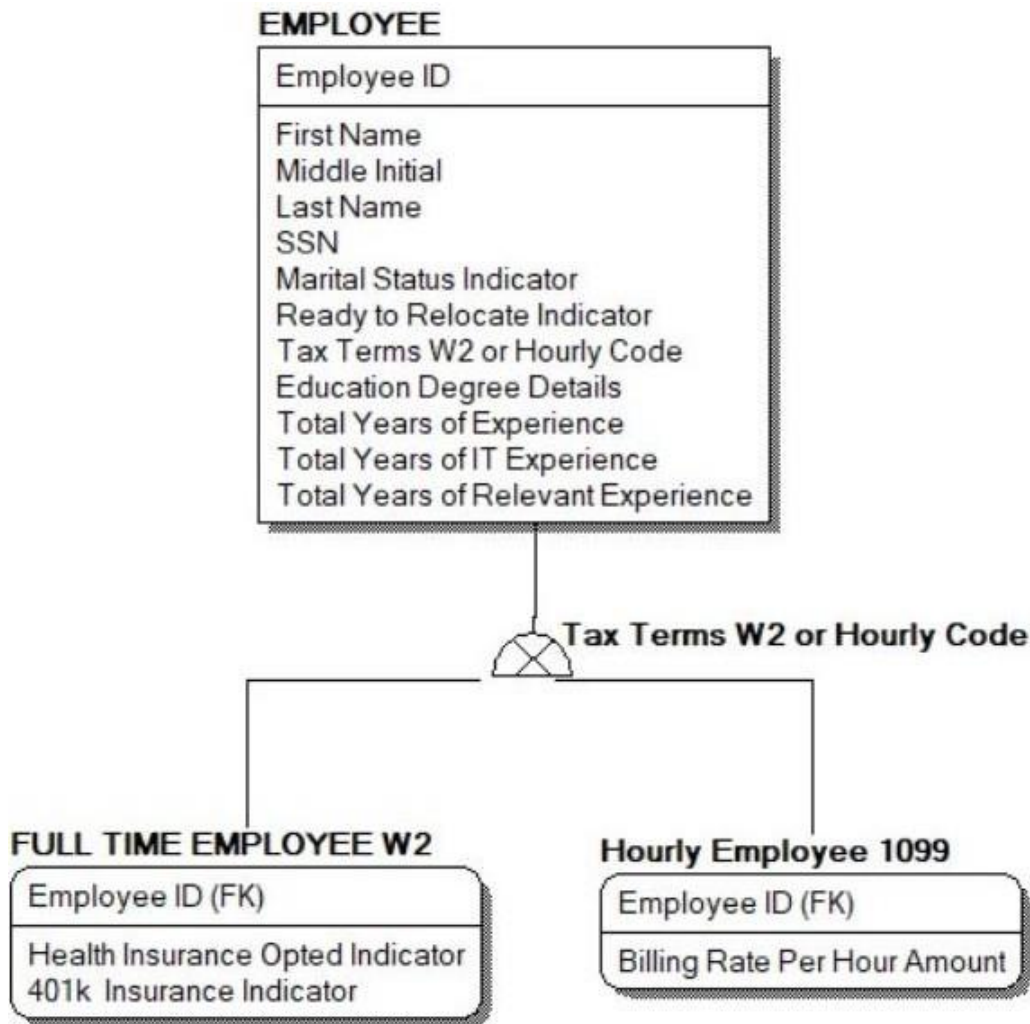 EMPLOYEE
Employee ID
First Name
Middle Initial
Last Name
SSN
Marital Status Indicator
Ready to Relocate Indicator
Tax Terms W2 or Hourly Code
Education Degree Details
Total Years of Experience
Total Years of IT Experience
Total Years of Relevant Experience
Tax Terms W2 or Hourly Code
FULL TIME EMPLOYEE W2
Employee ID (FK)
Health Insurance Opted Indicator
401k Insurance Indicator
Hourly Employee 1099
Employee ID (FK)
Billing Rate Per Hour Amount